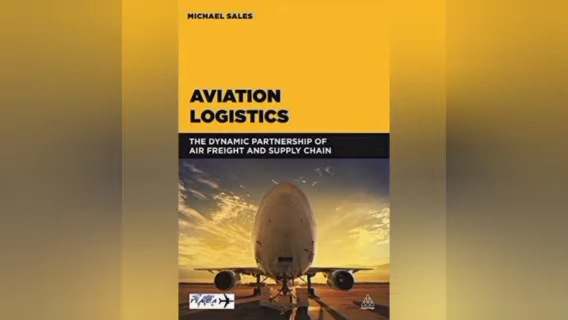 MICHAEL SALES
AVIATION
LOGISTICS
THE DYNAMIC PARTNERSHIP OF
AIR FREIGHT AND SUPPLY CHAIN